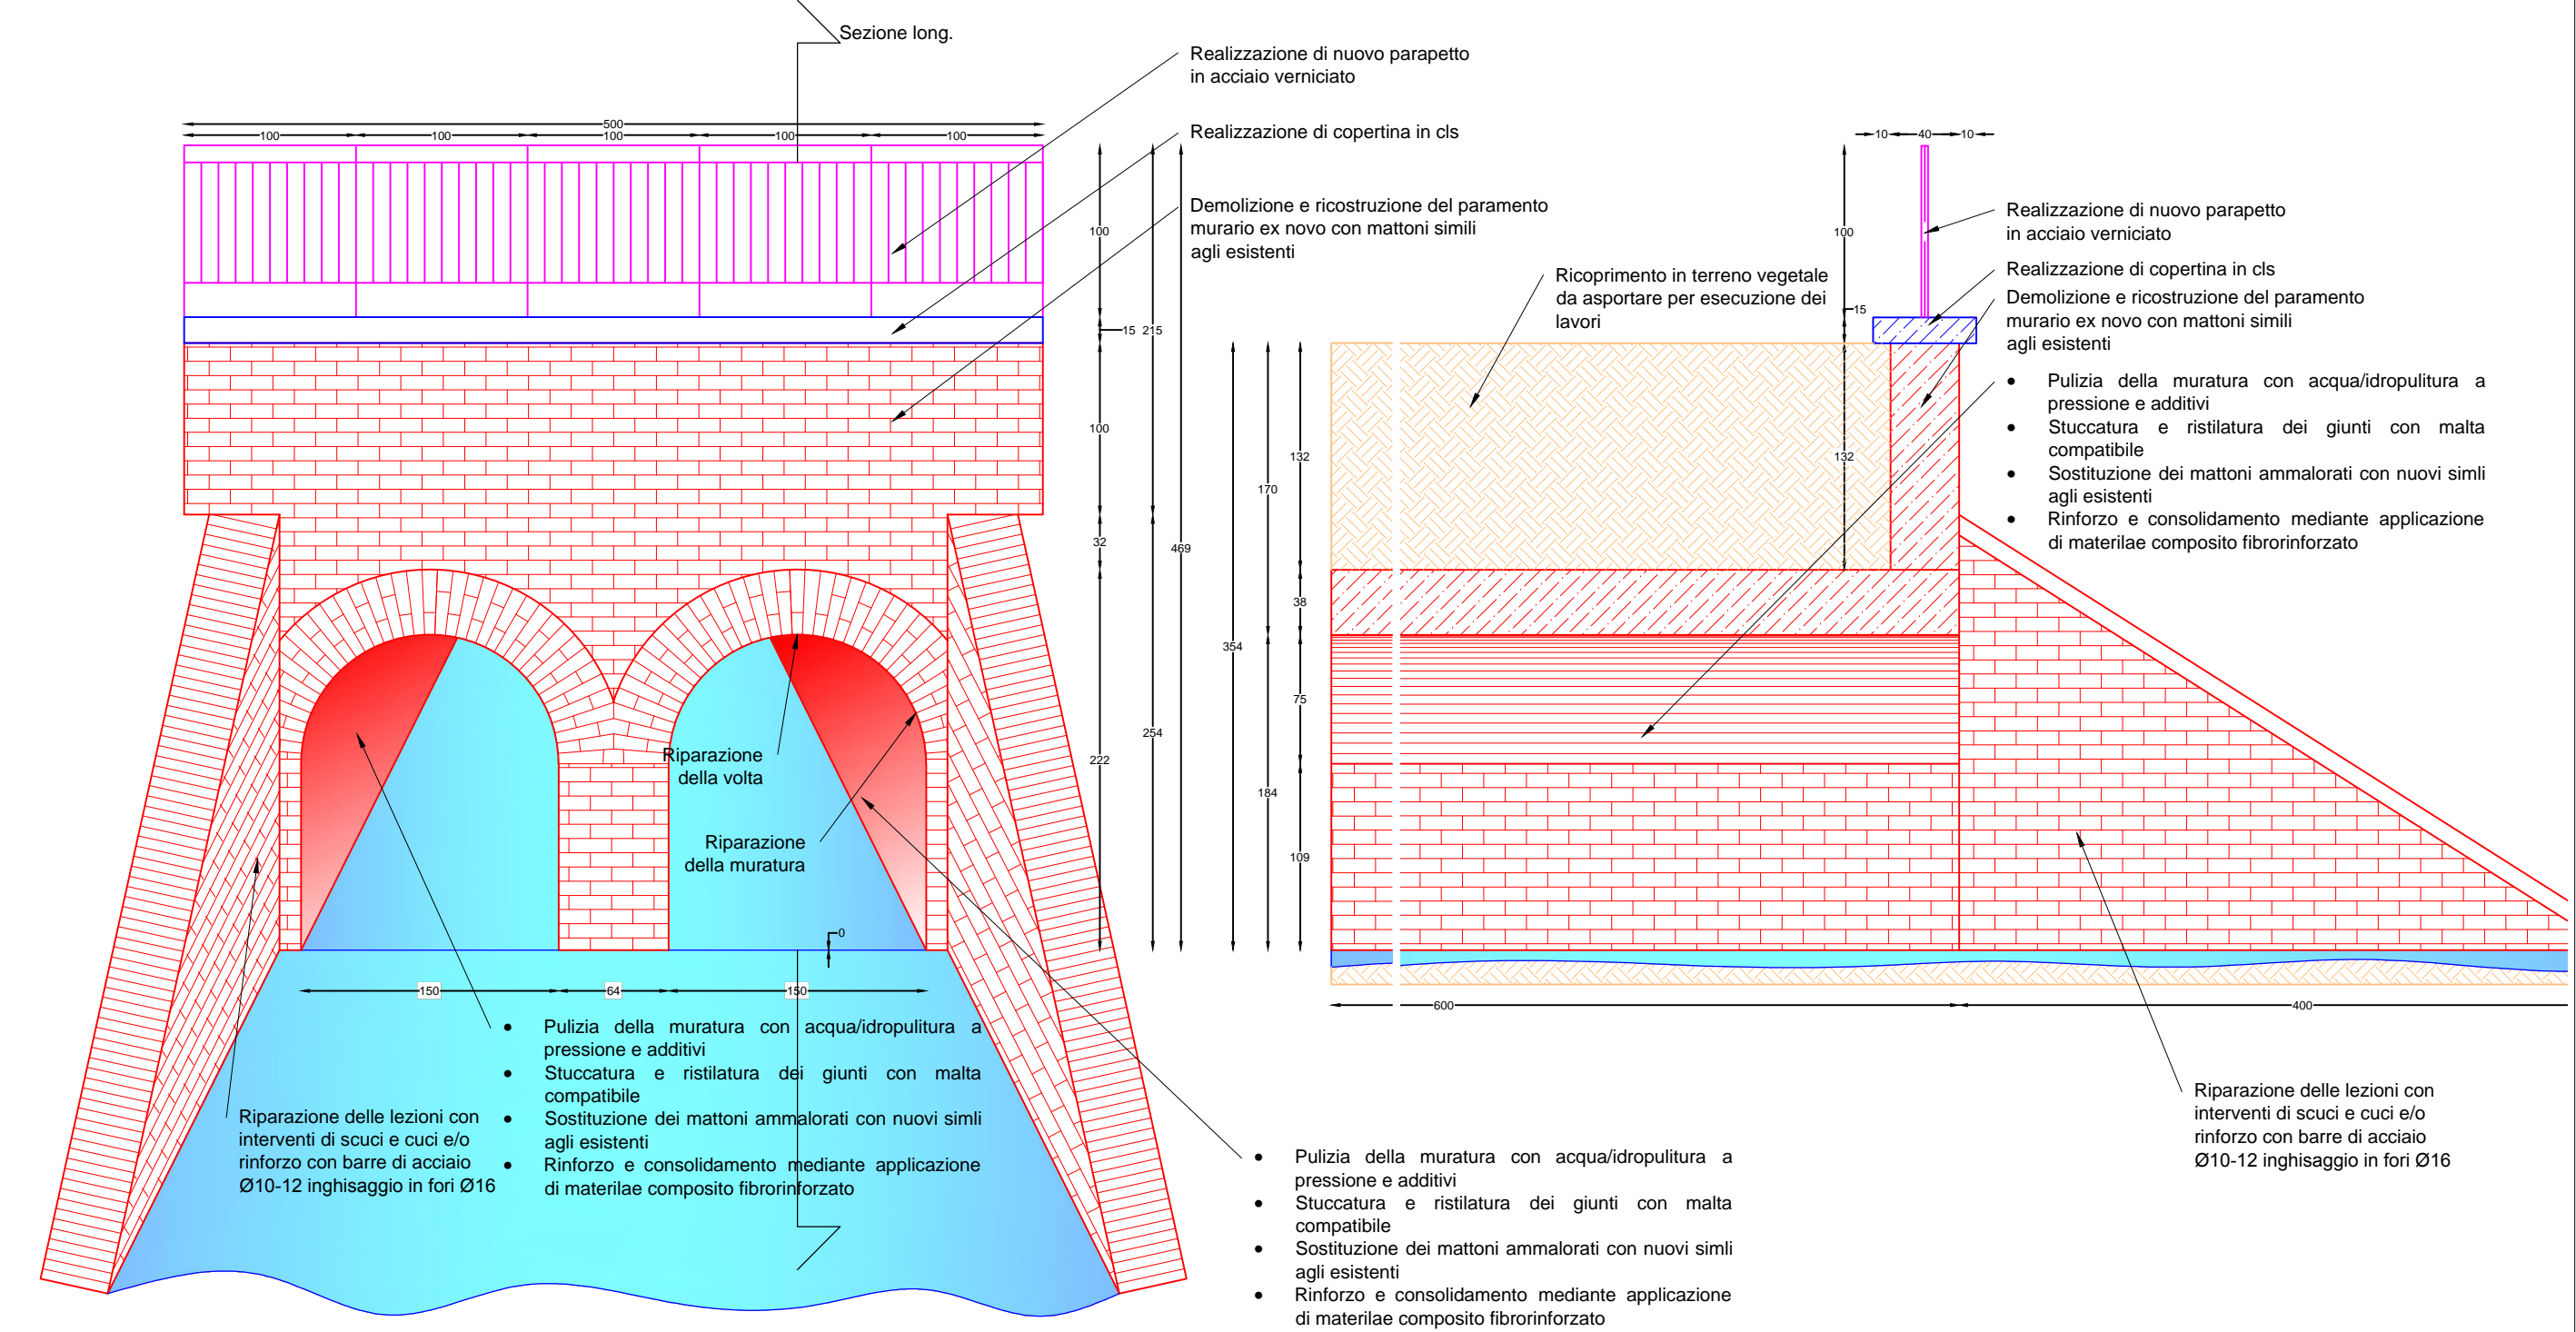 Sezione long.
Realizzazione di nuovo parapetto
in acciaio verniciato
Realizzazione di copertina in cls
Demolizione e ricostruzione del paramento
murario ex novo con mattoni simili
agli esistenti
500
100 100 100 100 100
100
15 215
100
32
469
254
222
Riparazione
della volta
Riparazione
della muratura
0
150 64 150
• Pulizia della muratura con acqua/idropulitura a
pressione e additivi
• Stuccatura e ristilatura dei giunti con malta
compatibile
• Sostituzione dei mattoni ammalorati con nuovi simli
agli esistenti
• Rinforzo e consolidamento mediante applicazione
di materilae composito fibrorinforzato
Riparazione delle lezioni con
interventi di scuci e cuci e/o
rinforzo con barre di acciaio
Ø10-12 inghisaggio in fori Ø16
• Pulizia della muratura con acqua/idropulitura a
pressione e additivi
• Stuccatura e ristilatura dei giunti con malta
compatibile
• Sostituzione dei mattoni ammalorati con nuovi simli
agli esistenti
• Rinforzo e consolidamento mediante applicazione
di materilae composito fibrorinforzato
10 40 10
100
15
132
Ricoprimento in terreno vegetale
da asportare per esecuzione dei
lavori
Realizzazione di nuovo parapetto
in acciaio verniciato
Realizzazione di copertina in cls
Demolizione e ricostruzione del paramento
murario ex novo con mattoni simili
agli esistenti
• Pulizia della muratura con acqua/idropulitura a
pressione e additivi
• Stuccatura e ristilatura dei giunti con malta
compatibile
• Sostituzione dei mattoni ammalorati con nuovi simli
agli esistenti
• Rinforzo e consolidamento mediante applicazione
di materilae composito fibrorinforzato
132
170
38
354
75
184
109
600 400
Riparazione delle lezioni con
interventi di scuci e cuci e/o
rinforzo con barre di acciaio
Ø10-12 inghisaggio in fori Ø16